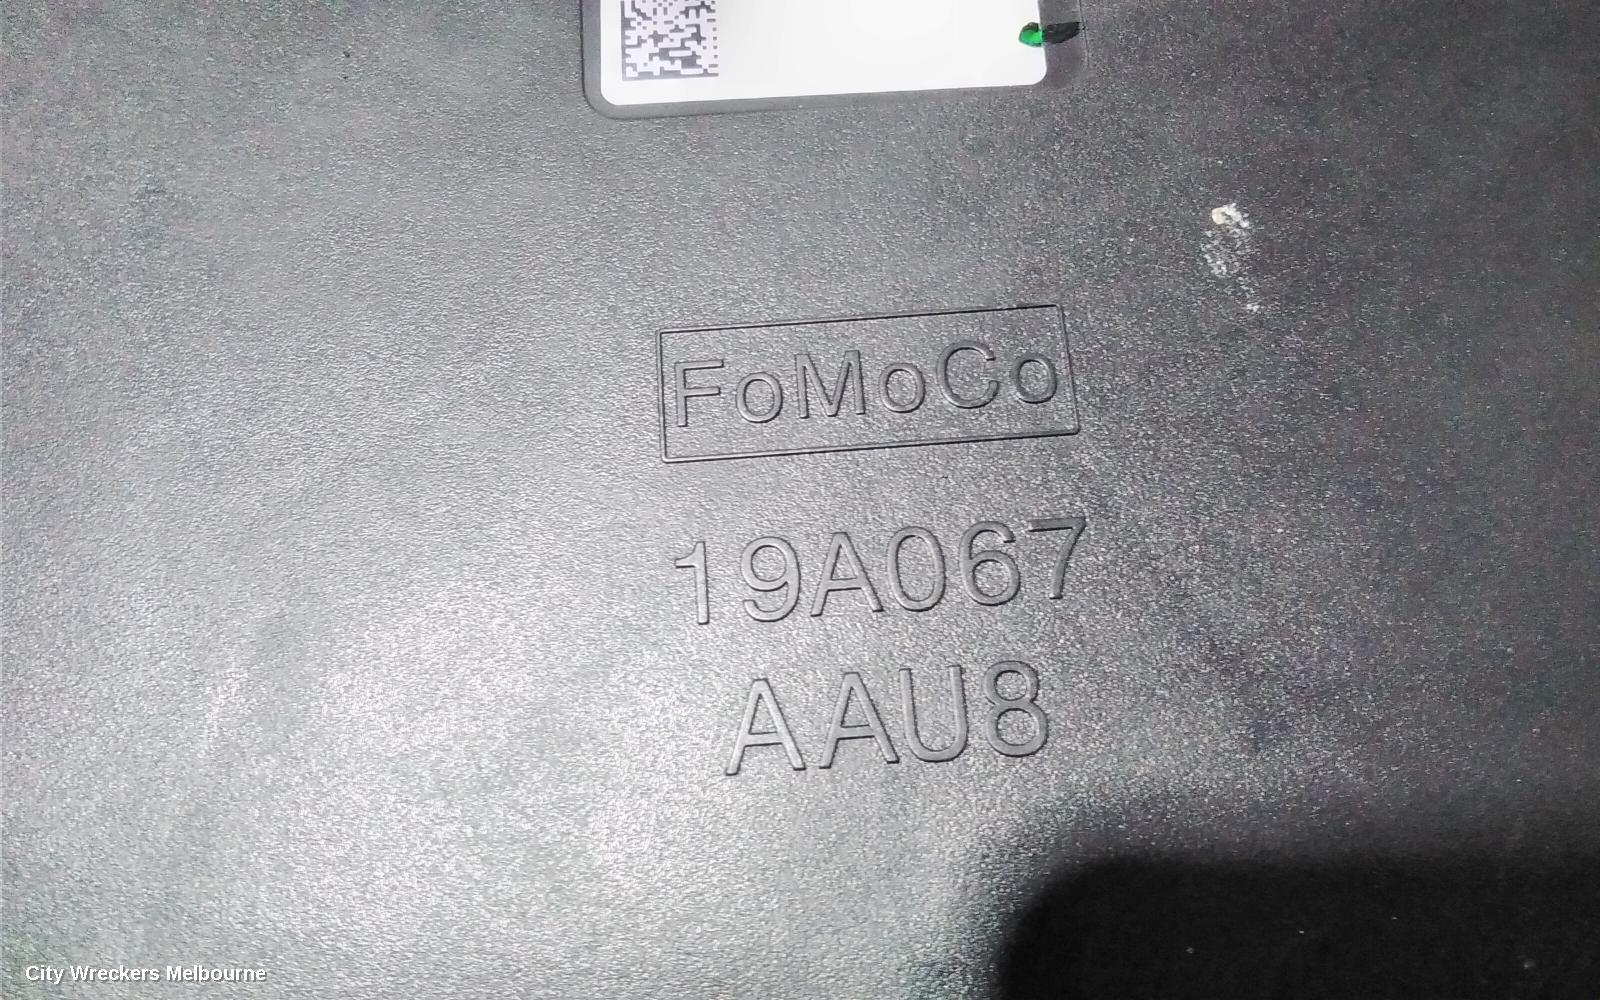 FoMoCo
19A067
AAU8
City Wreckers Melbourne